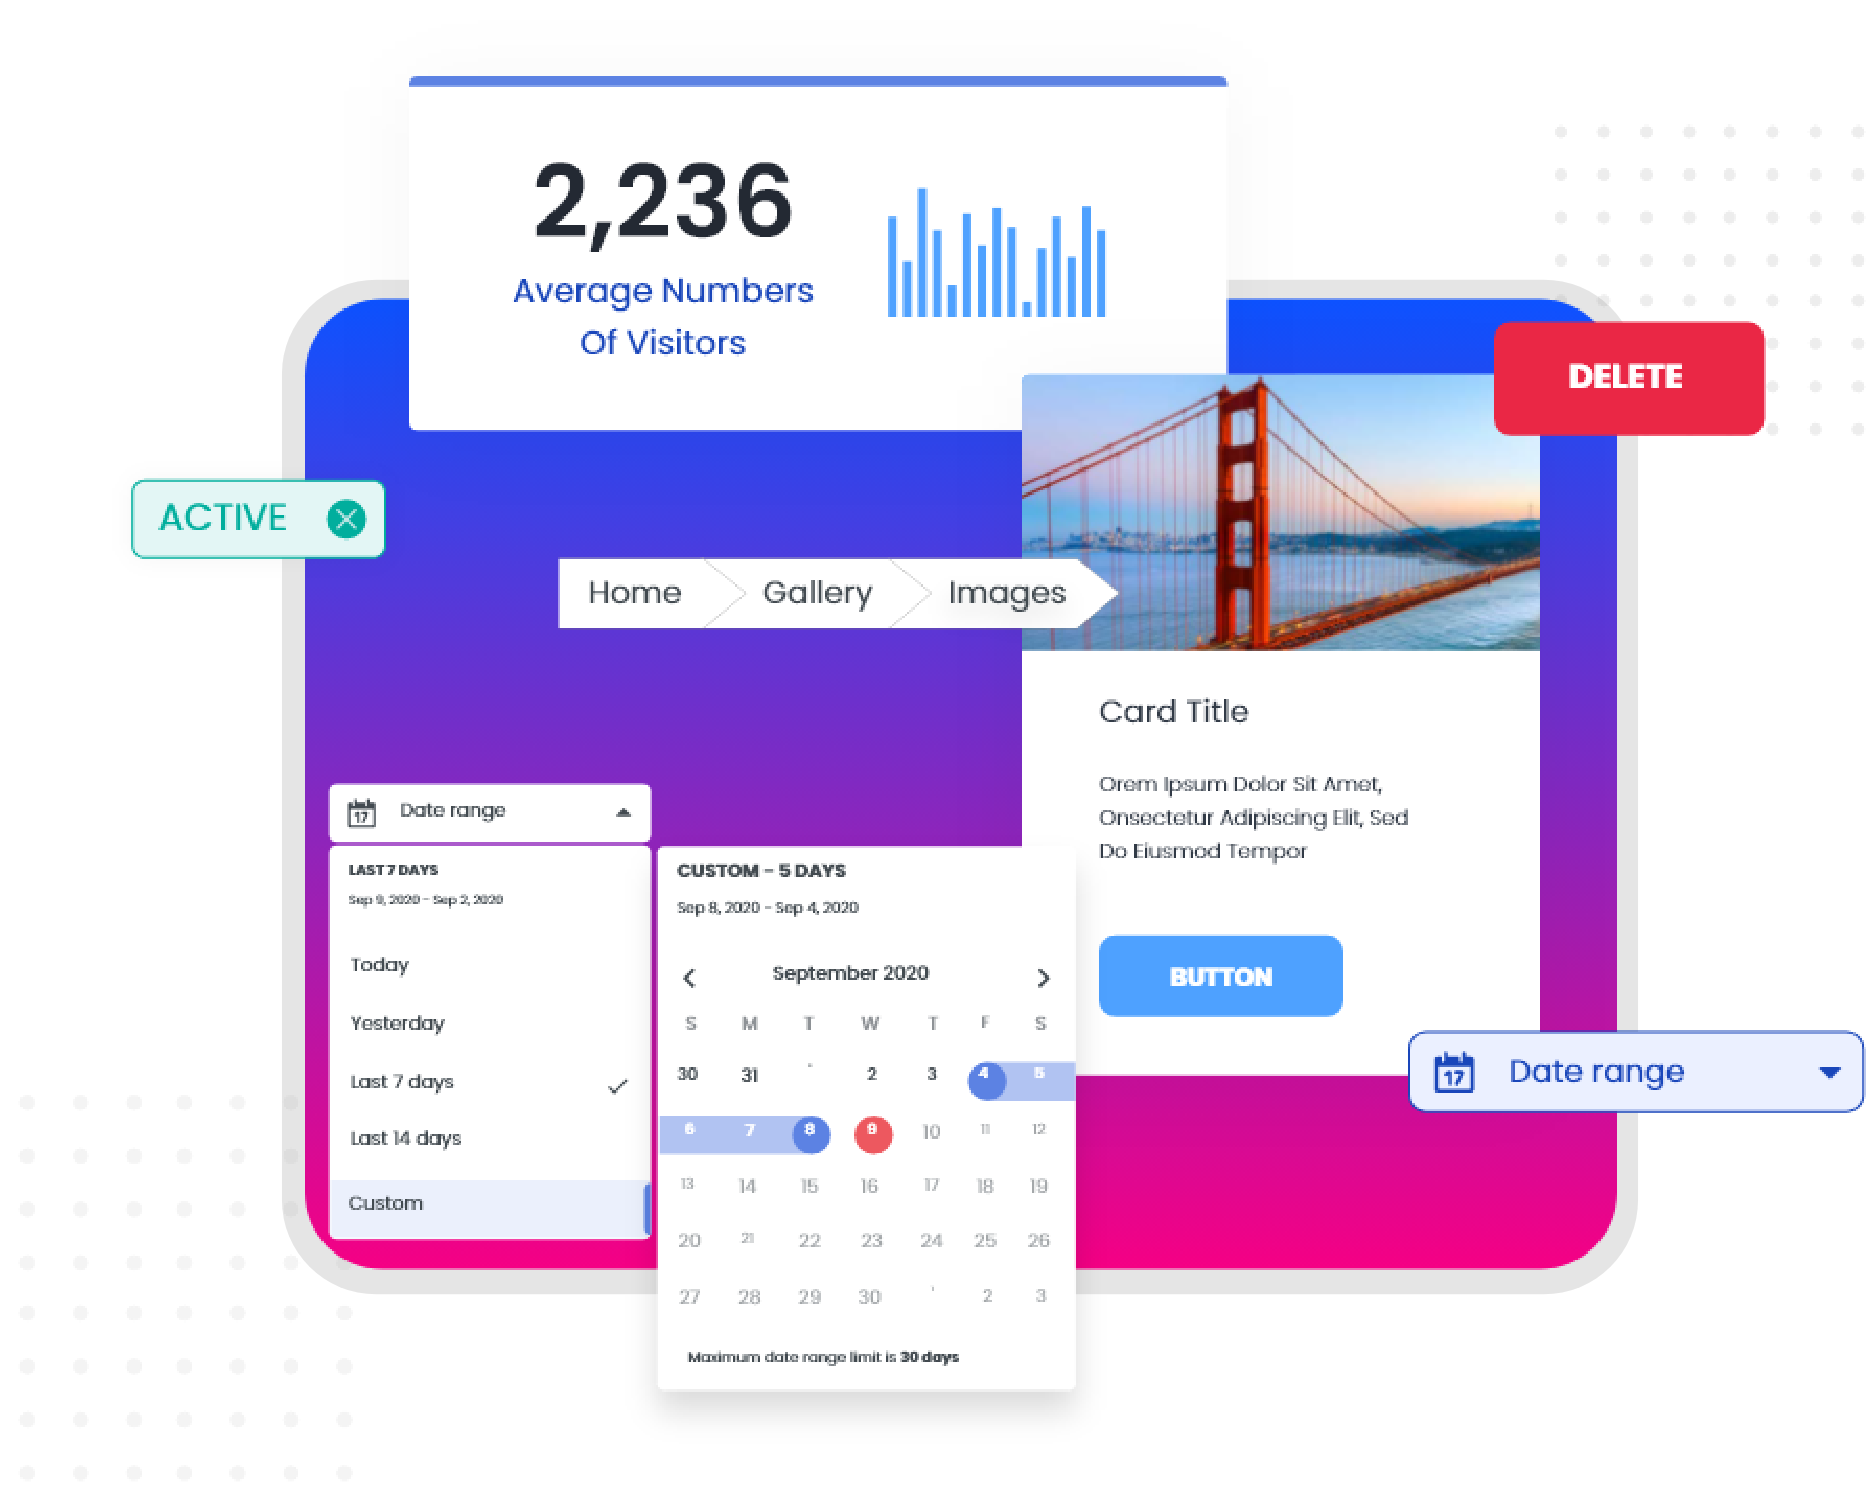 2,236
Average Numbers
Of Visitors
DELETE
ACTIVE
Home Gallery Images
Card Title
Orem Ipsum Dolor Sit Amet,
Onsectetur Adipiscing Elit, Sed
Do Eiusmod Tempor
BUTTON
17 Date range
17 Date range
LAST 7 DAYS
Sep 9, 2020 - Sep 2, 2020
Today
Yesterday
Last 7 days
Last 14 days
Custom
CUSTOM - 5 DAYS
Sep 8, 2020 - Sep 4, 2020
September 2020
S M T W T F S
30 31 2 3 4 5
6 7 8 9 10 11 12
13 14 15 16 17 18 19
20 21 22 23 24 25 26
27 28 29 30 2 3
Maximum date range limit is 30 days